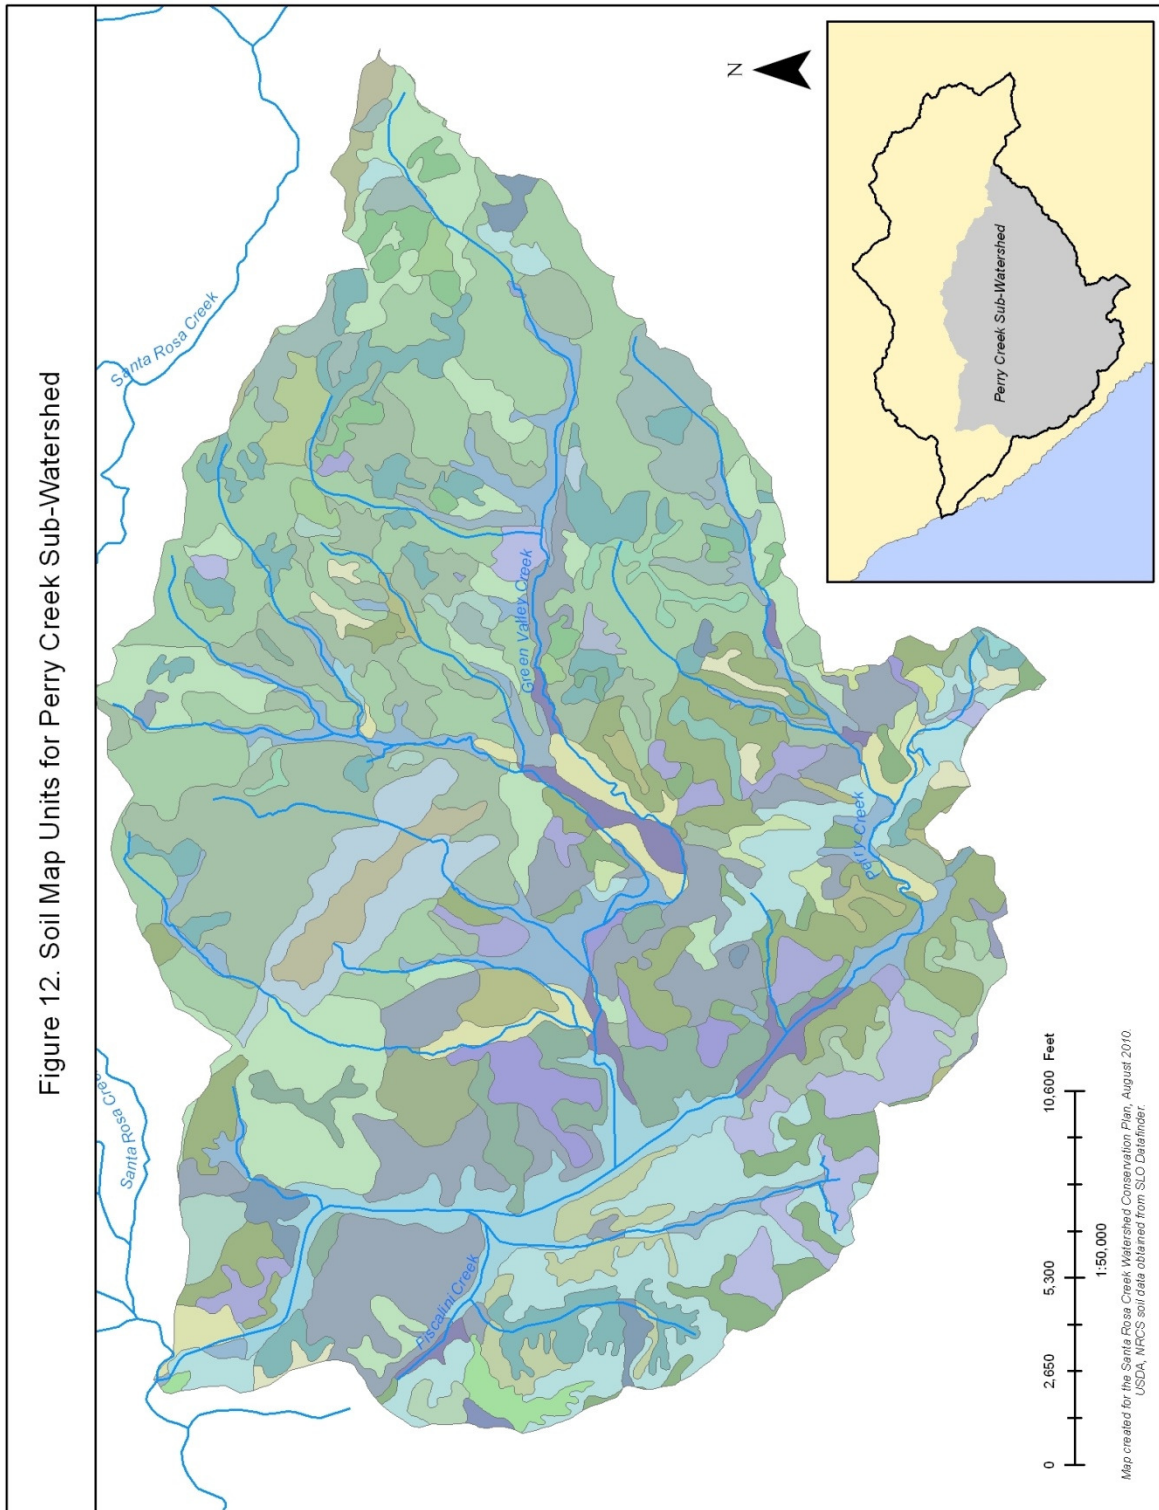 Figure 12. Soil Map Units for Perry Creek Sub-Watershed
Santa Rosa Creek
Santa Rosa Cree
Green Valley Creek
Perry Creek
Fiscalini Creek
N
Perry Creek Sub-Watershed
0 2,650 5,300 10,600 Feet
1:50,000
Map created for the Santa Rosa Creek Watershed Conservation Plan, August 2010.
USDA, NRCS soil data obtained from SLO Datafinder.